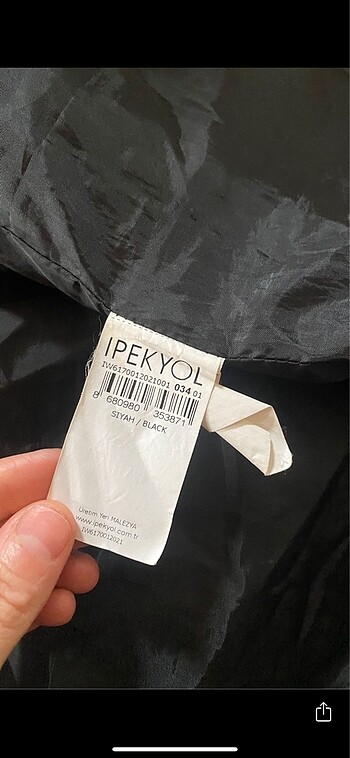 IPEKYOL
IW6170012021001 034 01
8 680980 353871
SIYAH / BLACK
Üretim Yeri MALEZYA
www.ipekyol.com.tr
IW6170012021